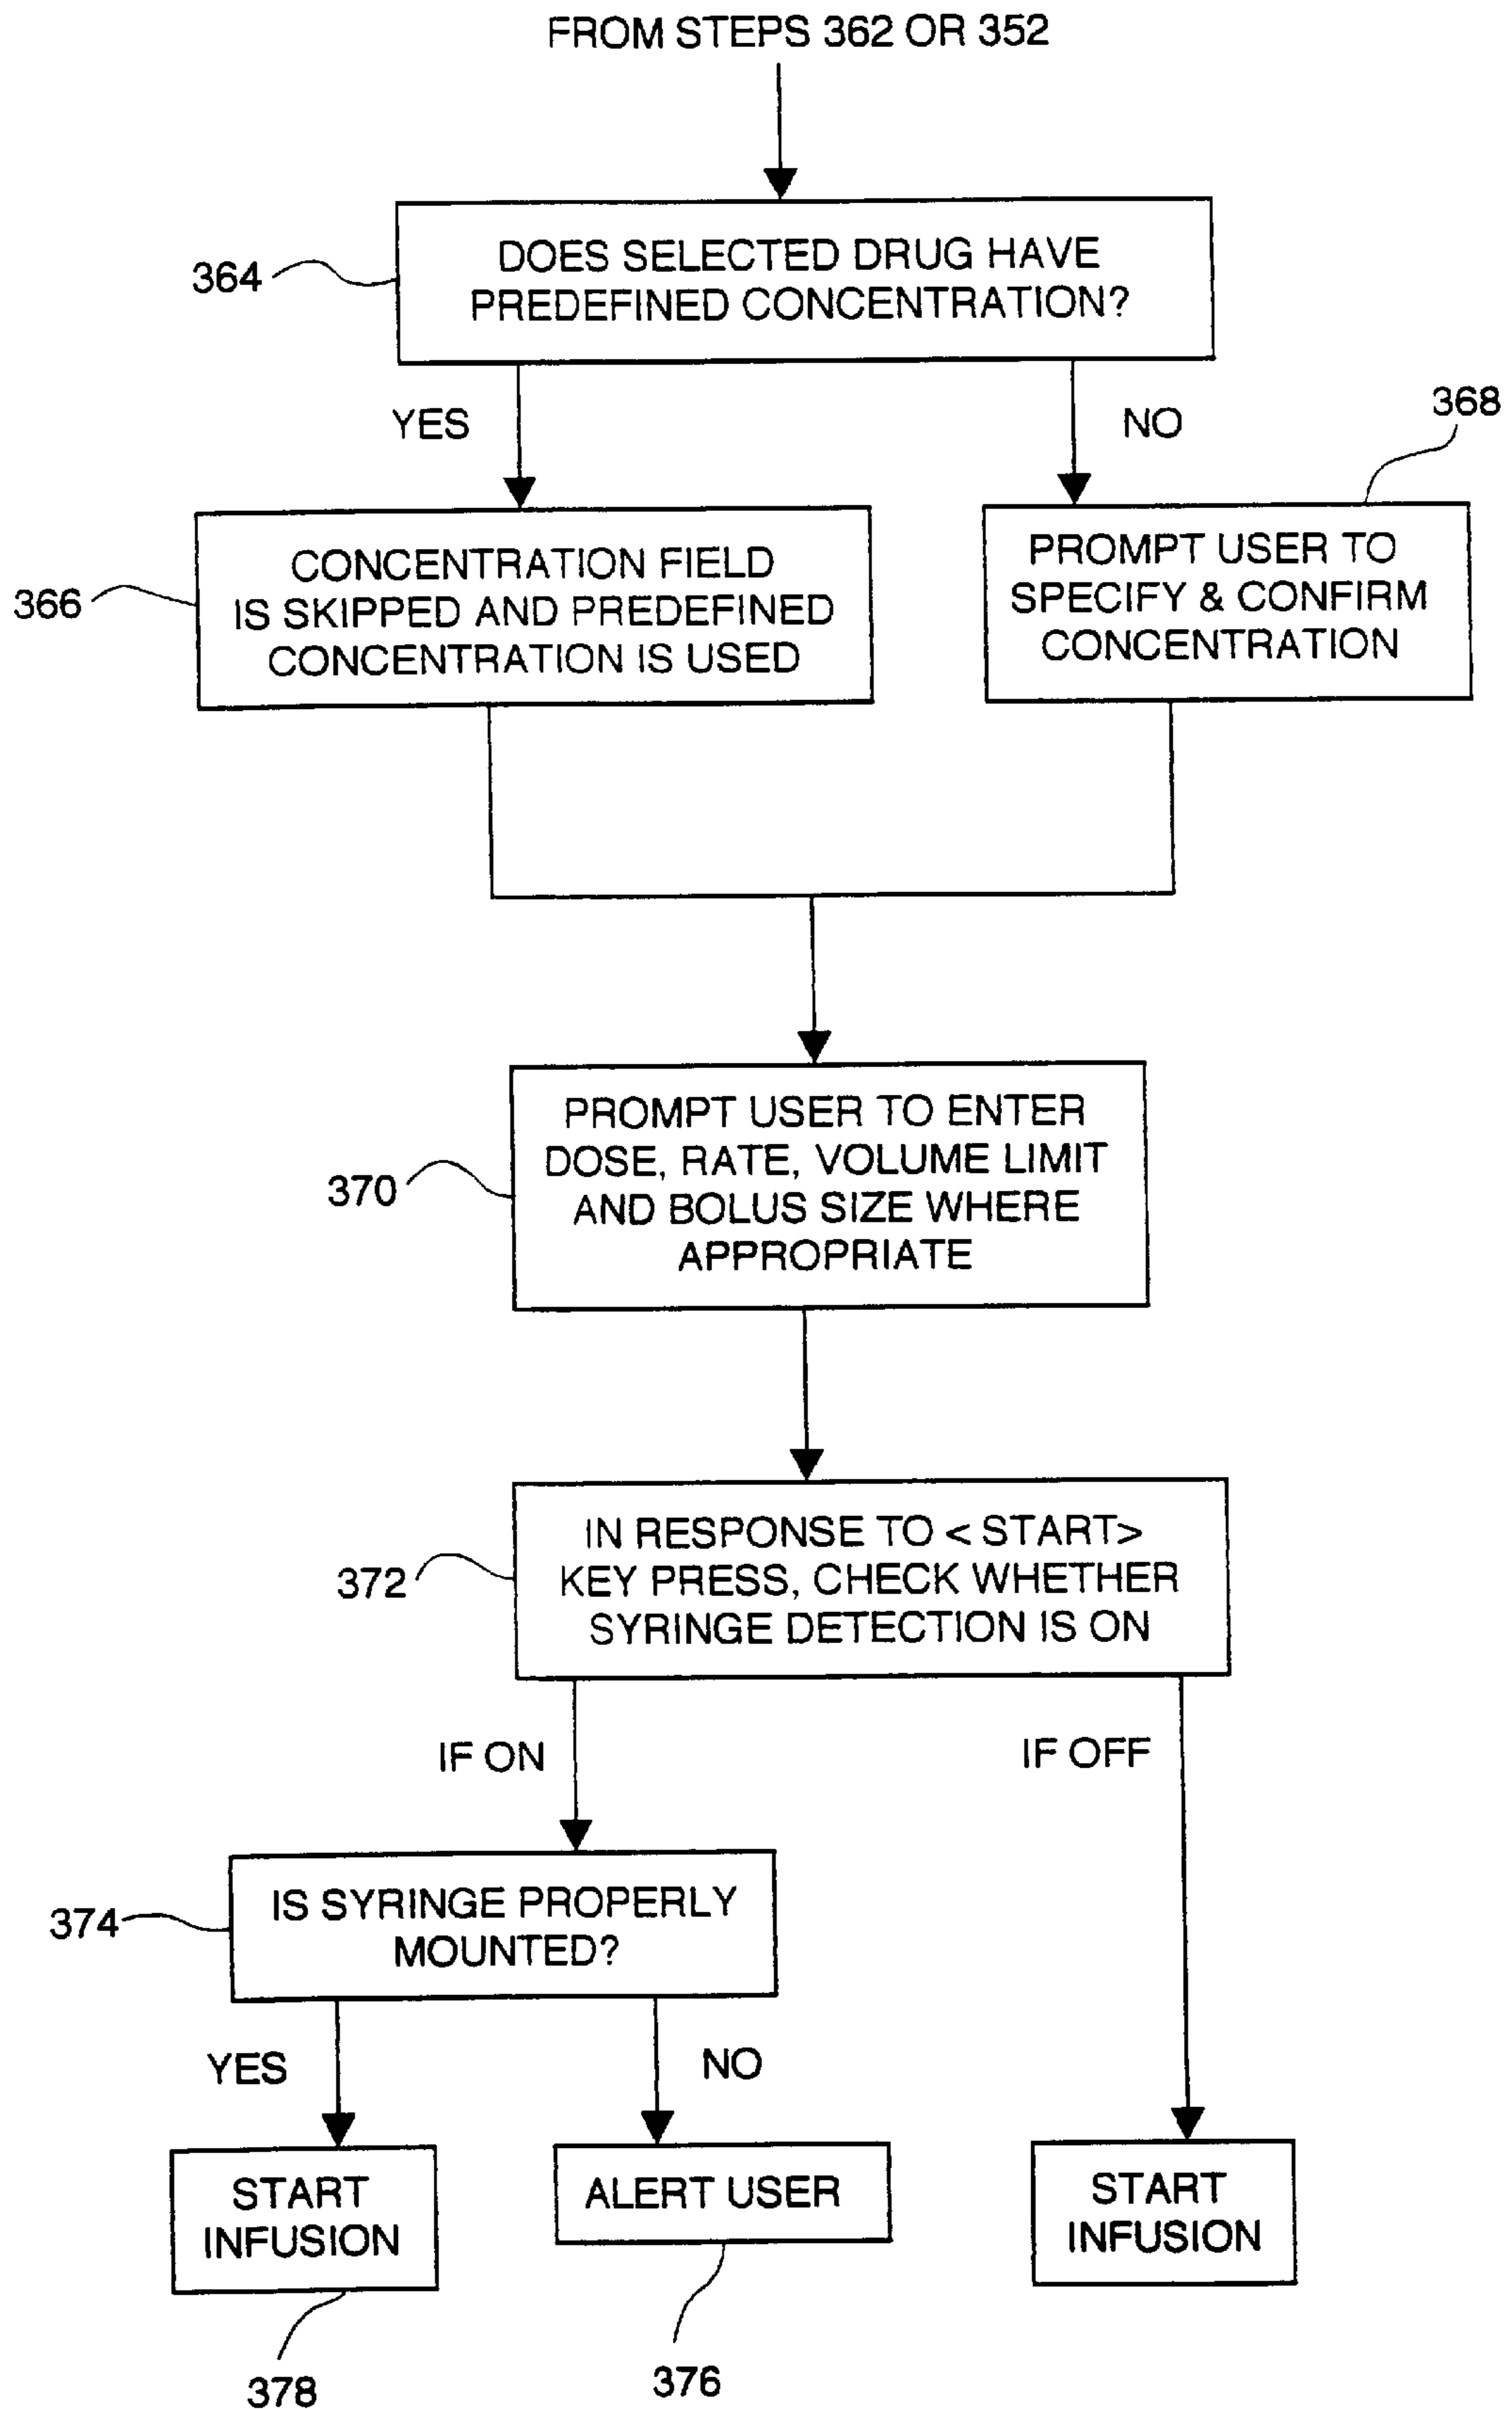 FROM STEPS 362 OR 352
364
DOES SELECTED DRUG HAVE
PREDEFINED CONCENTRATION?
YES
NO
368
366
CONCENTRATION FIELD
IS SKIPPED AND PREDEFINED
CONCENTRATION IS USED
PROMPT USER TO
SPECIFY & CONFIRM
CONCENTRATION
370
PROMPT USER TO ENTER
DOSE, RATE, VOLUME LIMIT
AND BOLUS SIZE WHERE
APPROPRIATE
372
IN RESPONSE TO < START>
KEY PRESS, CHECK WHETHER
SYRINGE DETECTION IS ON
IF ON
IF OFF
374
IS SYRINGE PROPERLY
MOUNTED?
YES
NO
START
INFUSION
ALERT USER
START
INFUSION
378
376